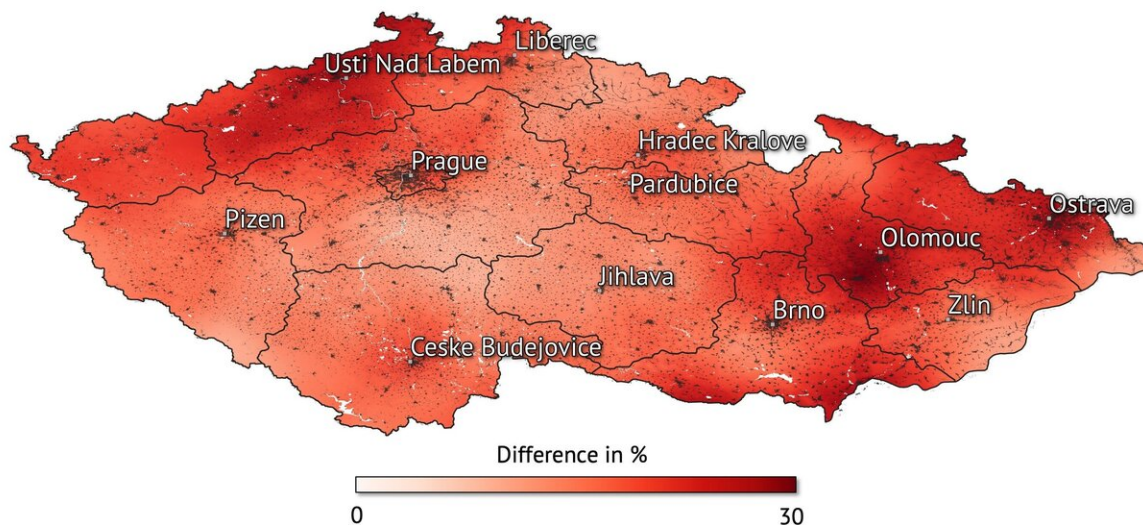 Liberec
Usti Nad Labem
Hradec Kralove
Prague
Pardubice
Ostrava
Pizen
Olomouc
Jihlava
Zlin
Brno
Ceske Budejovice
Difference in %
0 30